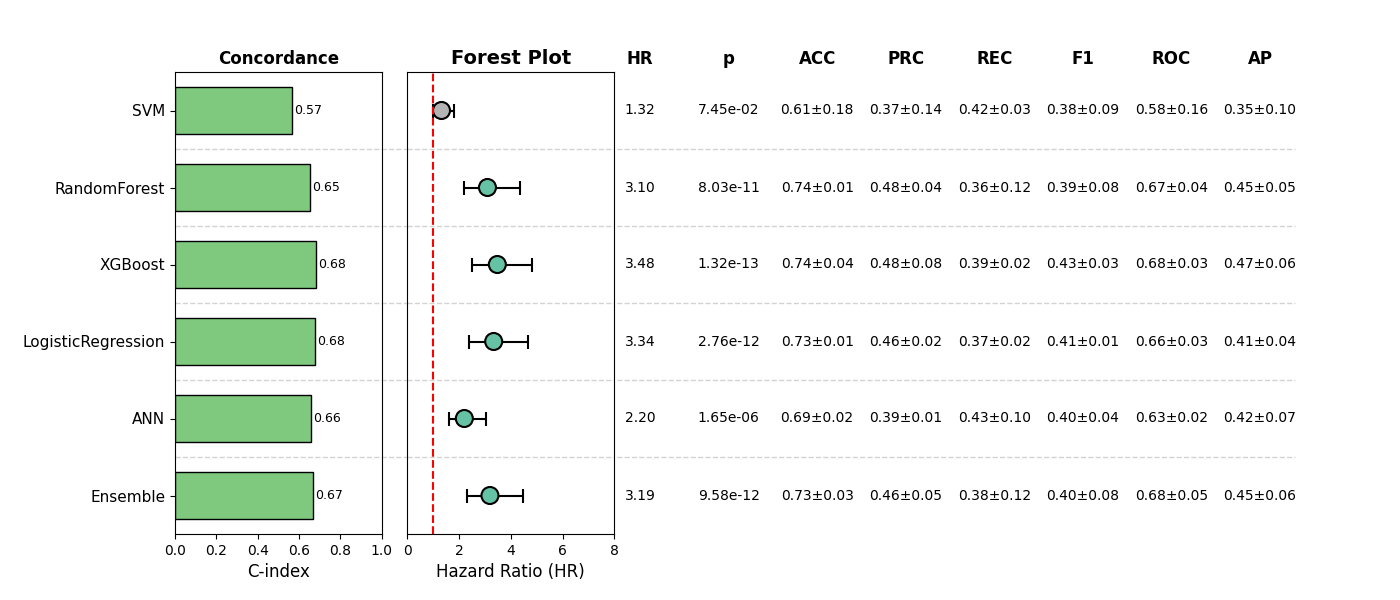 Concordance Forest Plot HR p ACC PRC REC F1 ROC AP
SVM 0.57 1.32 7.45e-02 0.61±0.18 0.37±0.14 0.42±0.03 0.38±0.09 0.58±0.16 0.35±0.10
RandomForest 0.65 3.10 8.03e-11 0.74±0.01 0.48±0.04 0.36±0.12 0.39±0.08 0.67±0.04 0.45±0.05
XGBoost 0.68 3.48 1.32e-13 0.74±0.04 0.48±0.08 0.39±0.02 0.43±0.03 0.68±0.03 0.47±0.06
LogisticRegression 0.68 3.34 2.76e-12 0.73±0.01 0.46±0.02 0.37±0.02 0.41±0.01 0.66±0.03 0.41±0.04
ANN 0.66 2.20 1.65e-06 0.69±0.02 0.39±0.01 0.43±0.10 0.40±0.04 0.63±0.02 0.42±0.07
Ensemble 0.67 3.19 9.58e-12 0.73±0.03 0.46±0.05 0.38±0.12 0.40±0.08 0.68±0.05 0.45±0.06
0.0 0.2 0.4 0.6 0.8 1.0 0 2 4 6 8
C-index Hazard Ratio (HR)